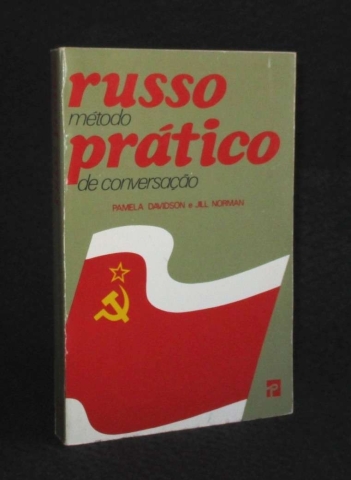 russo
método
prático
de conversação
PAMELA DAVIDSON e JILL NORMAN